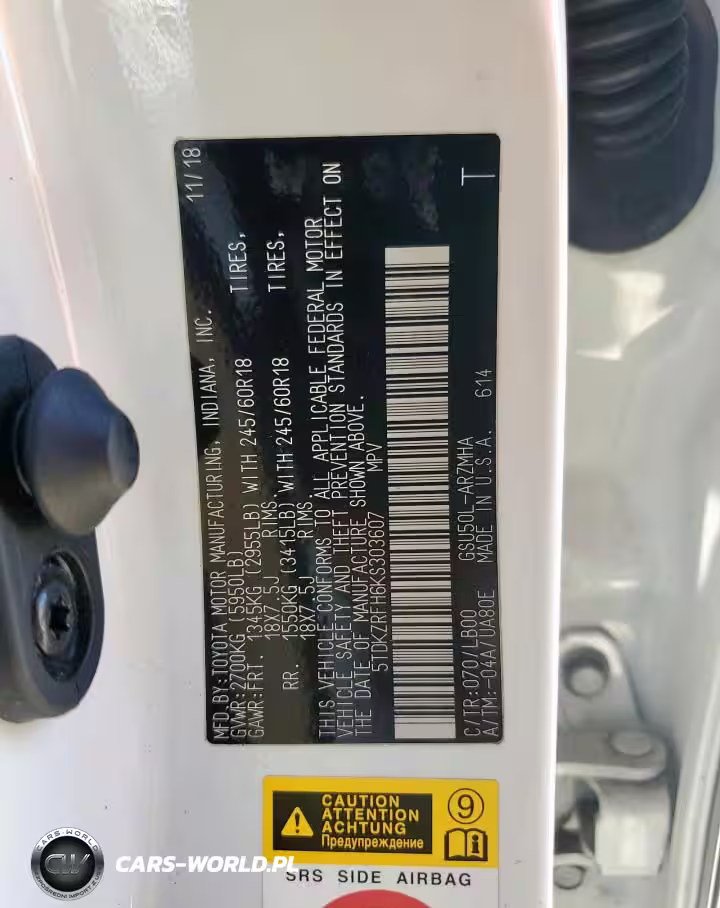 MFD.BY:TOYOTA MOTOR MANUFACTURING, INDIANA, INC. 11/18
GVWR:2700KG (5950LB)
GAWR:FRT. 1345KG (2955LB) WITH 245/60R18 TIRES,
18X7.5J RIMS.
RR. 1550KG (3415LB) WITH 245/60R18 TIRES,
18X7.5J RIMS.
THIS VEHICLE CONFORMS TO ALL APPLICABLE FEDERAL MOTOR
VEHICLE SAFETY AND THEFT PREVENTION STANDARDS IN EFFECT ON
THE DATE OF MANUFACTURE SHOWN ABOVE.
5TDKZRFH6KS303607 MPV
C/TR:070/LB00 GSU50L-ARZMHA T
A/TM:-04A/UA80E MADE IN U.S.A. 614
CAUTION
ATTENTION
ACHTUNG
Предупреждение
9
SRS SIDE AIRBAG
CARS-WORLD
CW
CARS-WORLD.PL